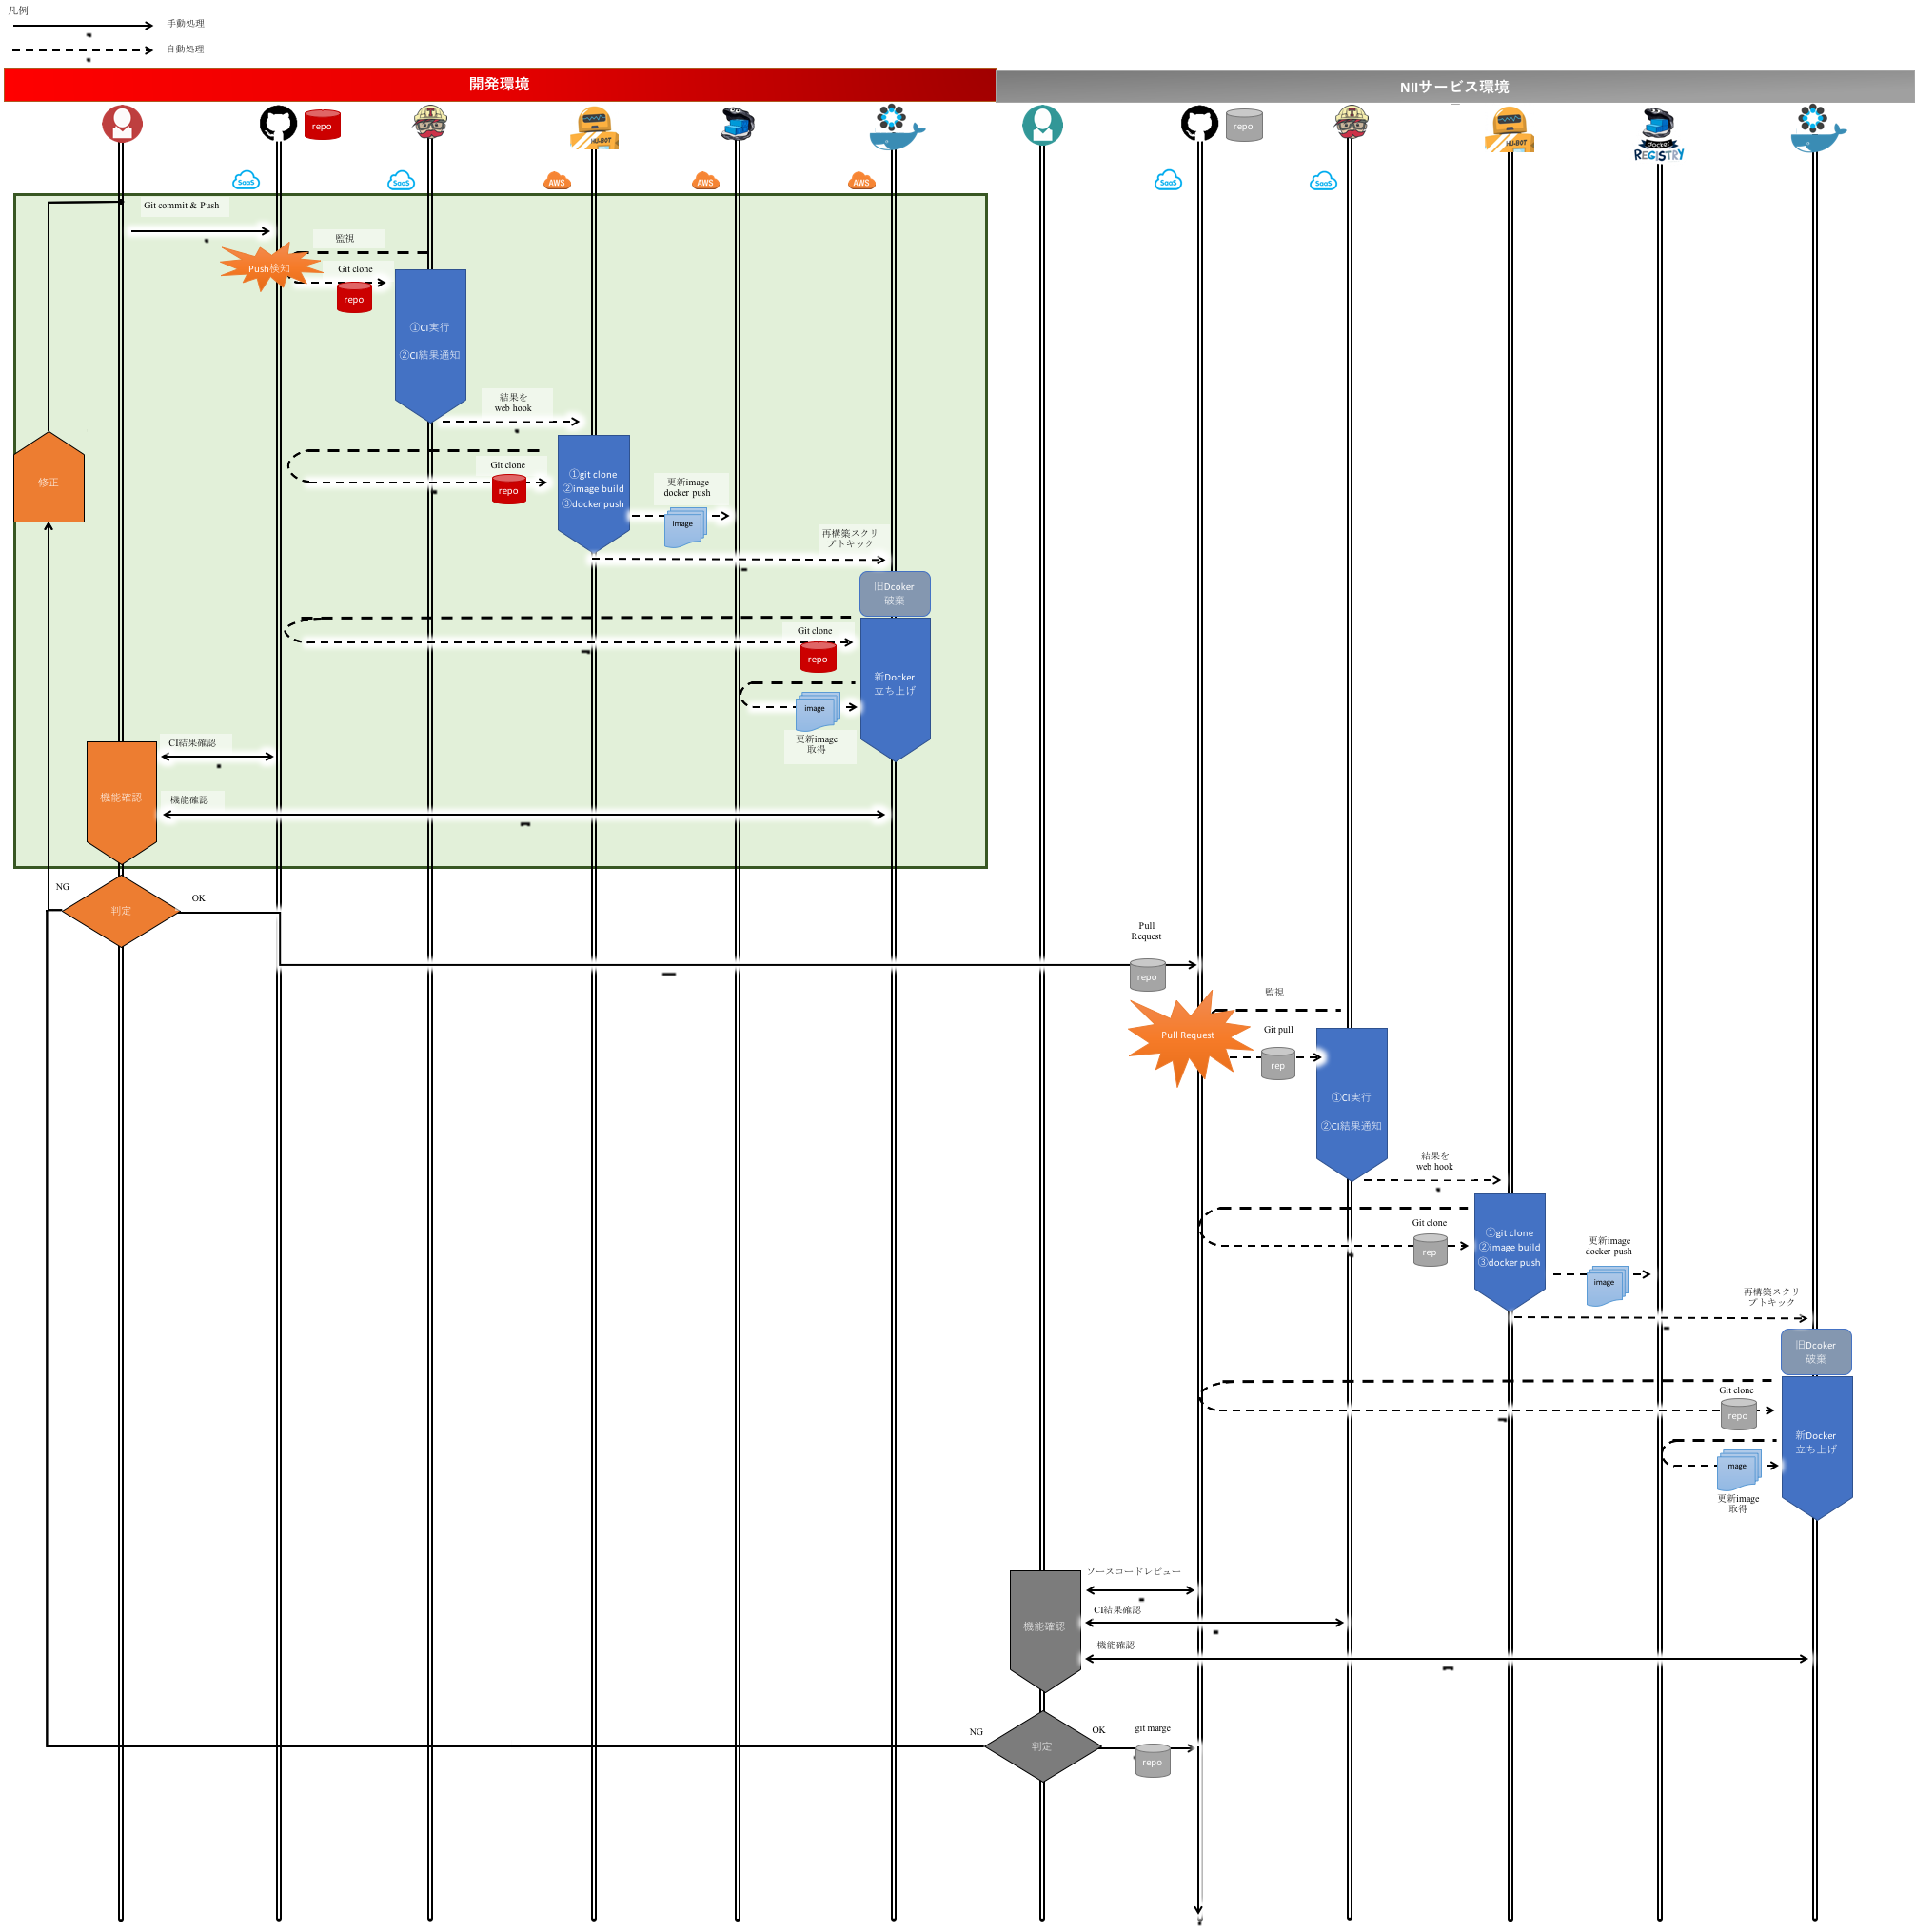 凡例
手動処理
自動処理
開発環境
NIIサービス環境
repo
HU-BOT
repo
HU-BOT
docker
REGISTRY
SaaS
SaaS
AWS
AWS
AWS
SaaS
SaaS
Git commit & Push
監視
Push検知
Git clone
repo
①CI実行
②CI結果通知
結果を
web hook
修正
Git clone
repo
①git clone
②image build
③docker push
更新image
docker push
image
再構築スクリ
プトキック
旧Dcoker
破棄
Git clone
repo
新Docker
立ち上げ
image
更新image
取得
CI結果確認
機能確認
機能確認
NG
判定
OK
Pull
Request
repo
監視
Pull Request
Git pull
rep
①CI実行
②CI結果通知
結果を
web hook
Git clone
rep
①git clone
②image build
③docker push
更新image
docker push
image
再構築スクリ
プトキック
旧Dcoker
破棄
Git clone
repo
新Docker
立ち上げ
image
更新image
取得
ソースコードレビュー
CI結果確認
機能確認
機能確認
NG
判定
OK
git marge
repo